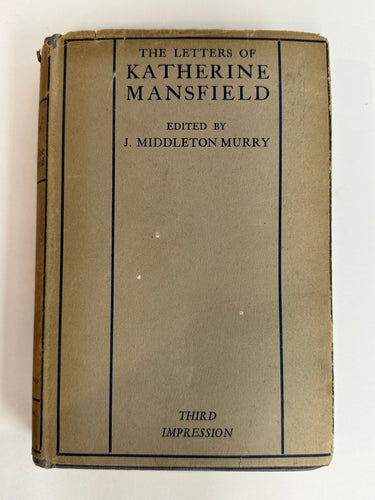 THE LETTERS OF
KATHERINE
MANSFIELD
EDITED BY
J. MIDDLETON MURRY
THIRD
IMPRESSION